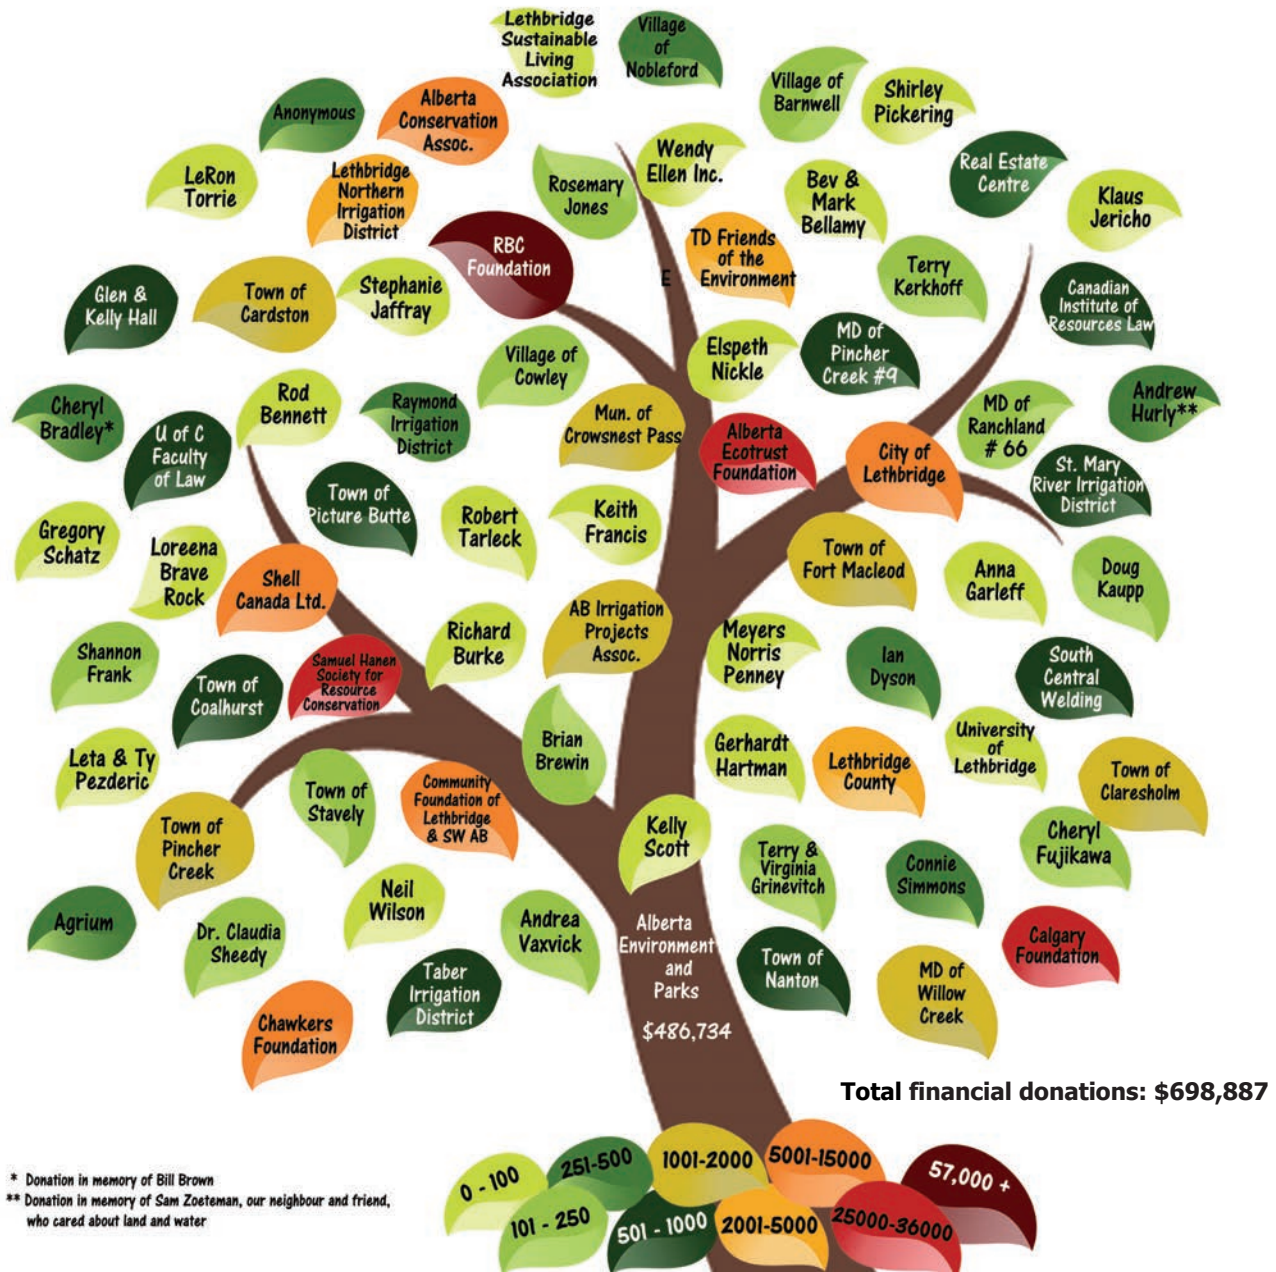 Lethbridge
Sustainable
Living
Association
Village
of
Nobleford
Village of
Barnwell
Shirley
Pickering
Anonymous
Alberta
Conservation
Assoc.
Wendy
Ellen Inc.
Real Estate
Centre
LeRon
Torrie
Lethbridge
Northern
Irrigation
District
Rosemary
Jones
Bev &
Mark
Bellamy
Klaus
Jericho
RBC
Foundation
TD Friends
of the
Environment
E
Terry
Kerkhoff
Glen &
Kelly Hall
Town of
Cardston
Stephanie
Jaffray
Canadian
Institute of
Resources Law
Village of
Cowley
Elspeth
Nickle
MD of
Pincher
Creek #9
Cheryl
Bradley*
Rod
Bennett
Raymond
Irrigation
District
Mun. of
Crowsnest Pass
Alberta
Ecotrust
Foundation
City of
Lethbridge
MD of
Ranchland
# 66
Andrew
Hurly**
U of C
Faculty
of Law
Town of
Picture Butte
St. Mary
River Irrigation
District
Gregory
Schatz
Robert
Tarleck
Keith
Francis
Loreena
Brave
Rock
Shell
Canada Ltd.
Town of
Fort Macleod
Anna
Garleff
Doug
Kaupp
Shannon
Frank
Richard
Burke
AB Irrigation
Projects
Assoc.
Meyers
Norris
Penney
Ian
Dyson
South
Central
Welding
Town of
Coalhurst
Samuel Hanen
Society for
Resource
Conservation
Leta & Ty
Pezderic
Brian
Brewin
Gerhardt
Hartman
Lethbridge
County
University
of
Lethbridge
Town of
Claresholm
Town of
Pincher
Creek
Town of
Stavely
Community
Foundation of
Lethbridge
& SW AB
Kelly
Scott
Terry &
Virginia
Grinevitch
Connie
Simmons
Cheryl
Fujikawa
Agrium
Dr. Claudia
Sheedy
Neil
Wilson
Andrea
Vaxvick
Alberta
Environment
and
Parks
$486,734
Town of
Nanton
MD of
Willow
Creek
Calgary
Foundation
Chawkers
Foundation
Taber
Irrigation
District
Total financial donations: $698,887
* Donation in memory of Bill Brown
** Donation in memory of Sam Zoeteman, our neighbour and friend,
who cared about land and water
0 - 100
251-500
1001-2000
5001-15000
57,000 +
101 - 250
501 - 1000
2001-5000
25000-36000